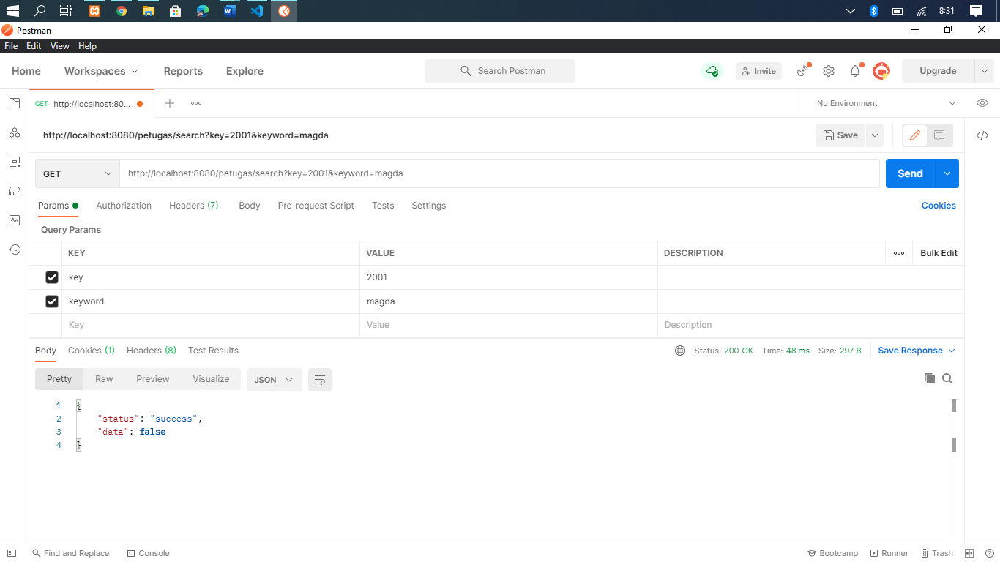 8:31
Postman
File Edit View Help
Home Workspaces Reports Explore Search Postman Invite Upgrade
GET http://localhost:80... No Environment
http://localhost:8080/petugas/search?key=2001&keyword=magda Save
GET http://localhost:8080/petugas/search?key=2001&keyword=magda Send
Params Authorization Headers (7) Body Pre-request Script Tests Settings Cookies
Query Params
KEY VALUE DESCRIPTION Bulk Edit
key 2001
keyword magda
Key Value Description
Body Cookies (1) Headers (8) Test Results Status: 200 OK Time: 48 ms Size: 297 B Save Response
Pretty Raw Preview Visualize JSON
1 {
2 "status": "success",
3 "data": false
4 }
Find and Replace Console Bootcamp Runner Trash